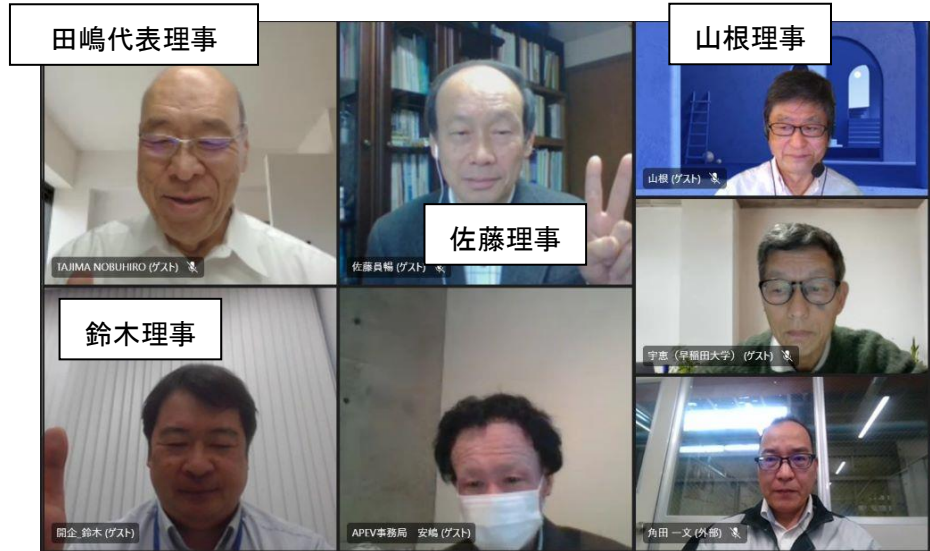 田嶋代表理事
山根理事
佐藤理事
鈴木理事
TAJIMA NOBUHIRO (ゲスト)
佐藤員暢 (ゲスト)
山根 (ゲスト)
宇恵（早稲田大学） (ゲスト)
開企_鈴木 (ゲスト)
APEV事務局　安嶋 (ゲスト)
角田 一文 (外部)